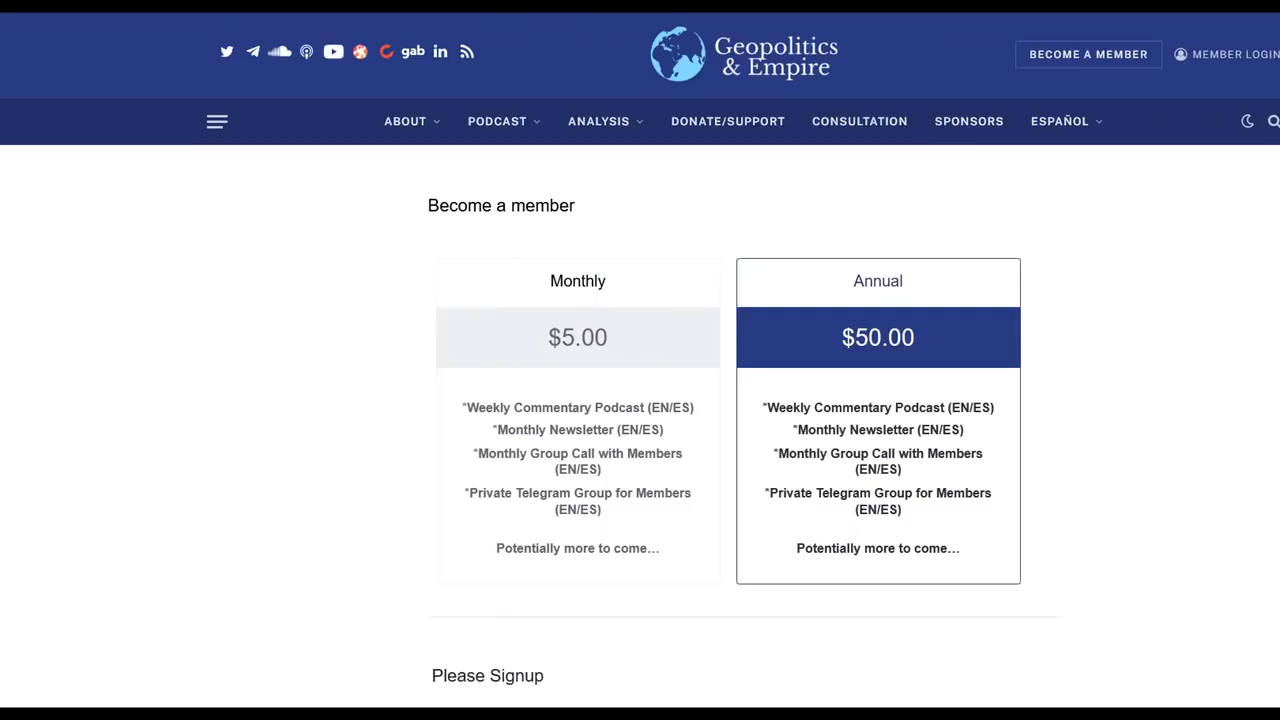 gab
Geopolitics
& Empire
BECOME A MEMBER
MEMBER LOGIN
ABOUT
PODCAST
ANALYSIS
DONATE/SUPPORT
CONSULTATION
SPONSORS
ESPAÑOL
Become a member
Monthly
$5.00
*Weekly Commentary Podcast (EN/ES)
*Monthly Newsletter (EN/ES)
*Monthly Group Call with Members
(EN/ES)
*Private Telegram Group for Members
(EN/ES)
Potentially more to come…
Annual
$50.00
*Weekly Commentary Podcast (EN/ES)
*Monthly Newsletter (EN/ES)
*Monthly Group Call with Members
(EN/ES)
*Private Telegram Group for Members
(EN/ES)
Potentially more to come…
Please Signup